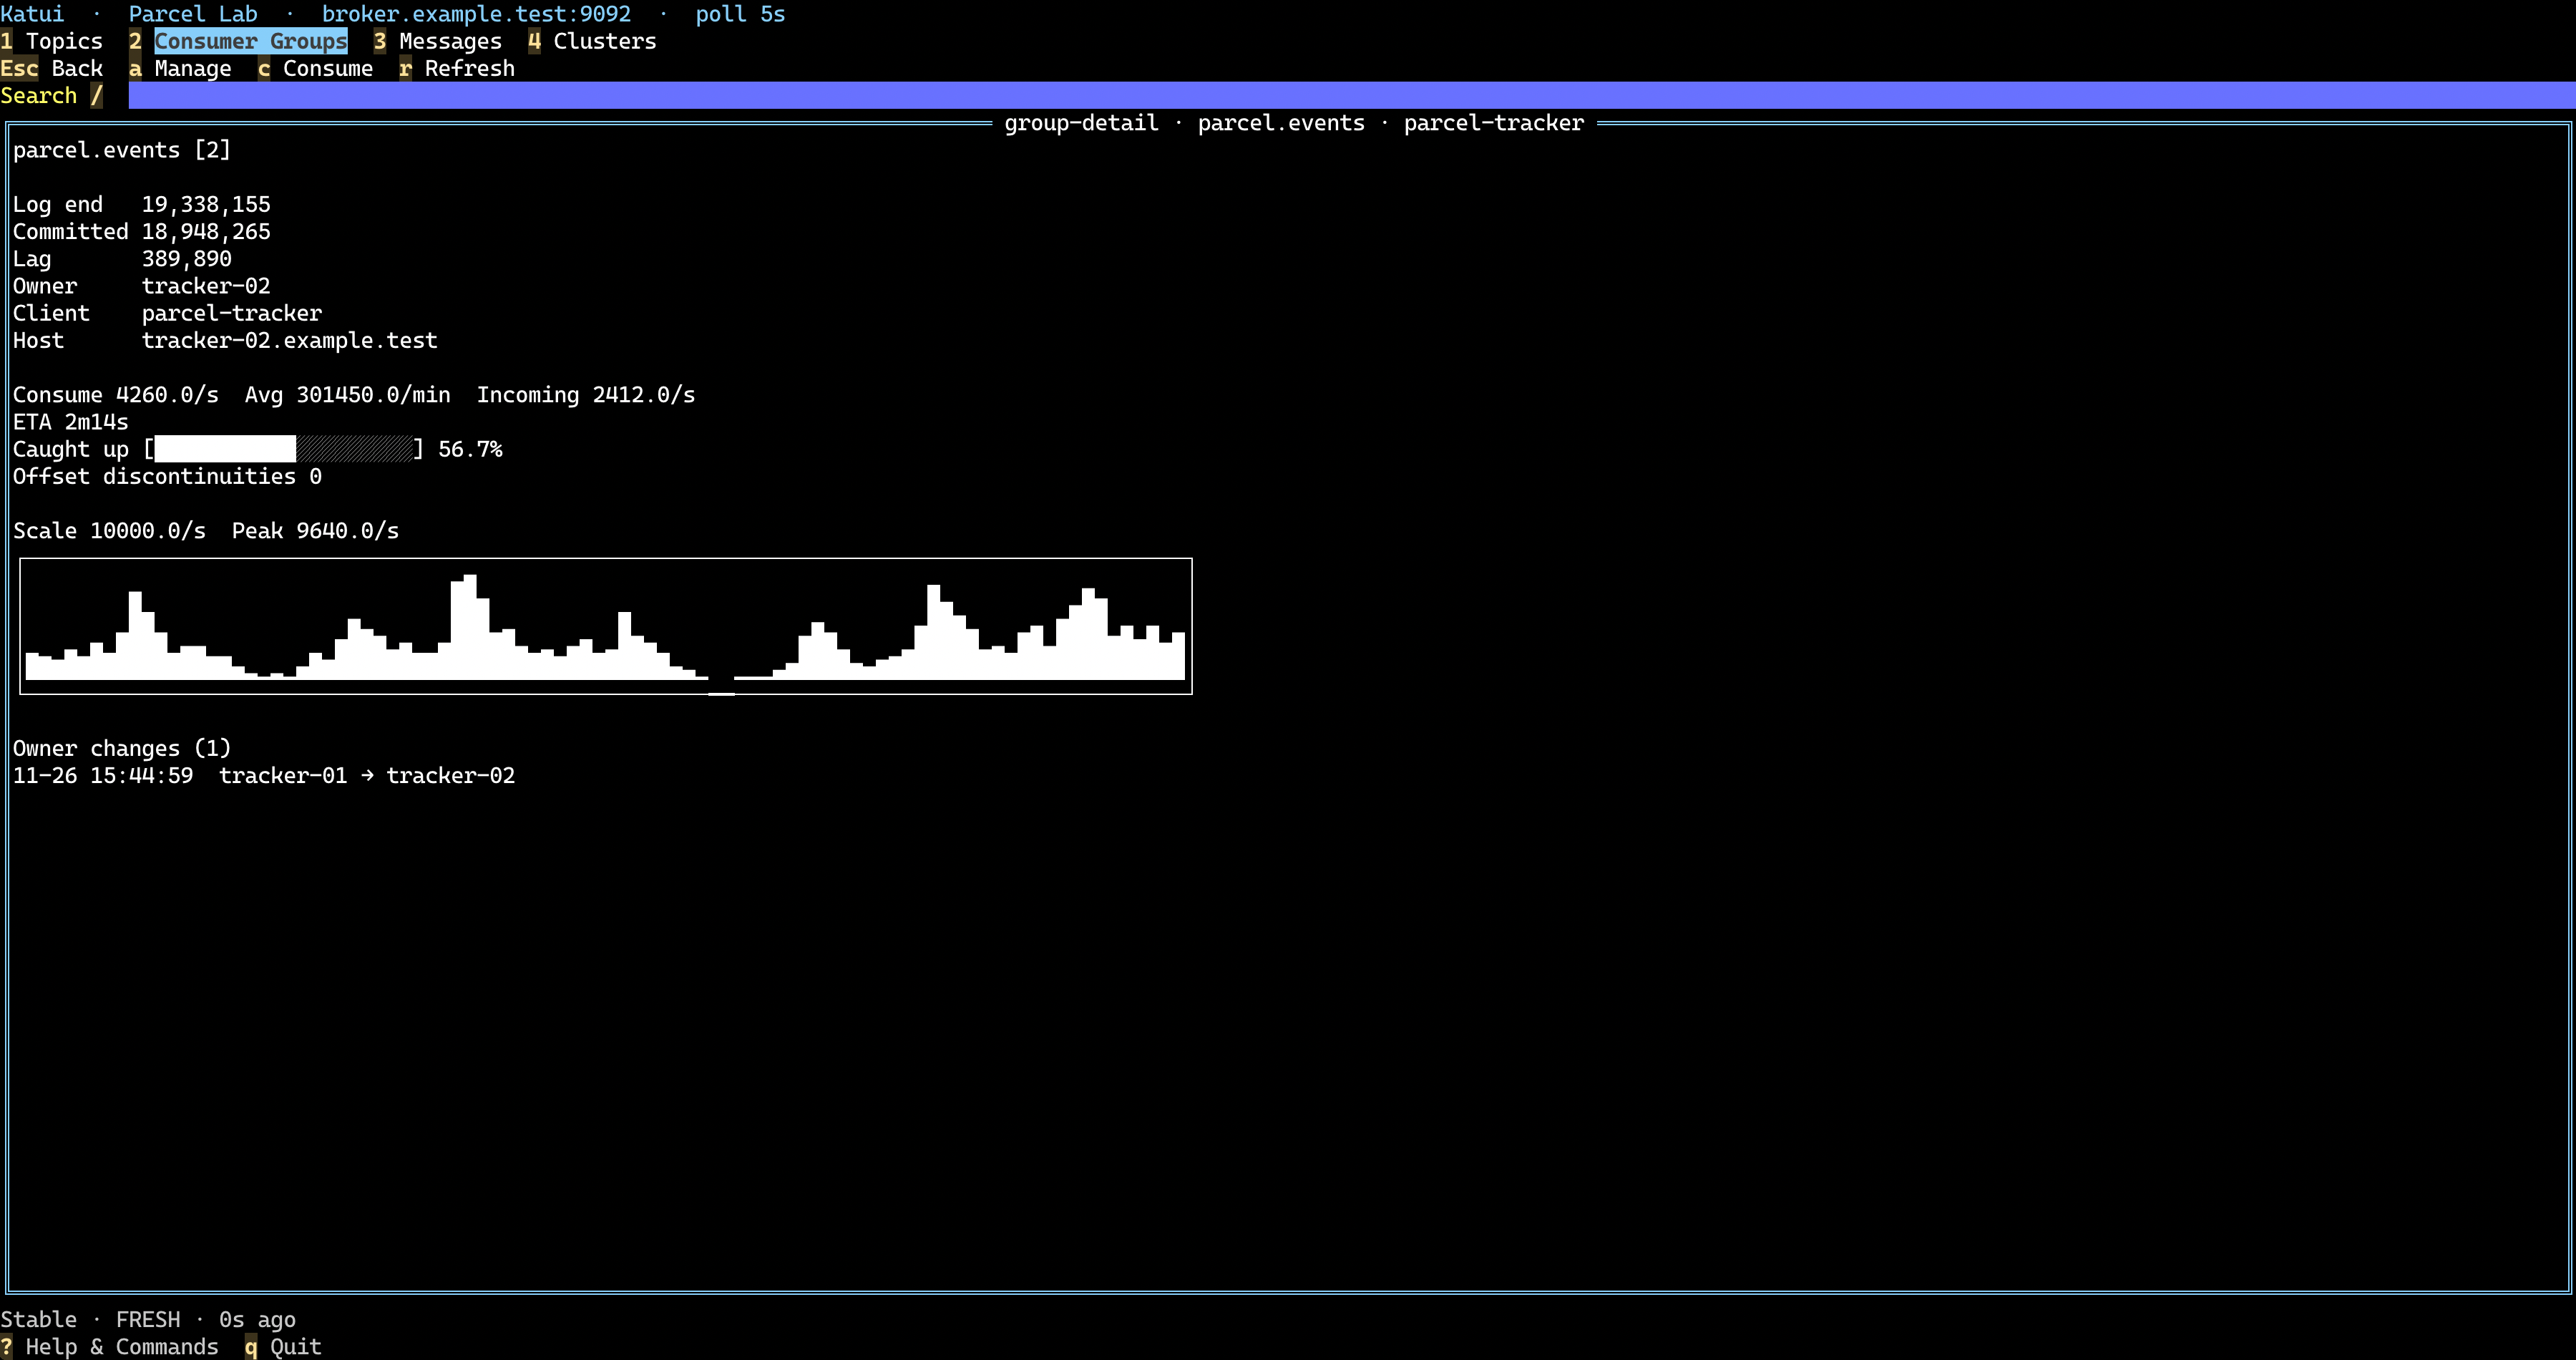 Katui · Parcel Lab · broker.example.test:9092 · poll 5s
1 Topics 2 Consumer Groups 3 Messages 4 Clusters
Esc Back a Manage c Consume r Refresh
Search /
group-detail · parcel.events · parcel-tracker
parcel.events [2]
Log end 19,338,155
Committed 18,948,265
Lag 389,890
Owner tracker-02
Client parcel-tracker
Host tracker-02.example.test
Consume 4260.0/s Avg 301450.0/min Incoming 2412.0/s
ETA 2m14s
Caught up [ ] 56.7%
Offset discontinuities 0
Scale 10000.0/s Peak 9640.0/s
Owner changes (1)
11-26 15:44:59 tracker-01 → tracker-02
Stable · FRESH · 0s ago
? Help & Commands q Quit